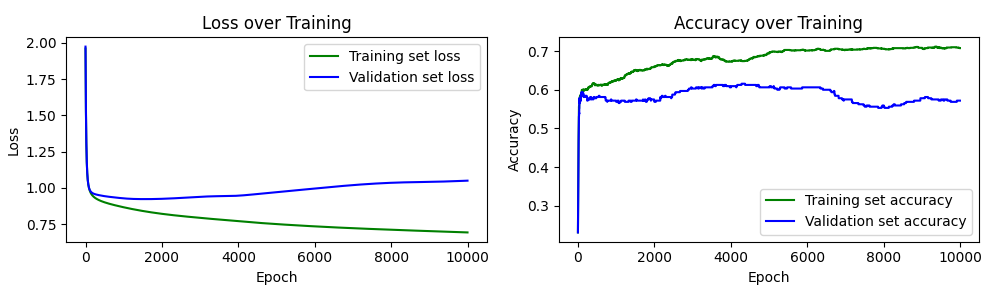 Loss over Training
2.00
1.75
1.50
1.25
1.00
0.75
Loss
0
2000
4000
6000
8000
10000
Epoch
Training set loss
Validation set loss
Accuracy over Training
0.7
0.6
0.5
0.4
0.3
Accuracy
0
2000
4000
6000
8000
10000
Epoch
Training set accuracy
Validation set accuracy